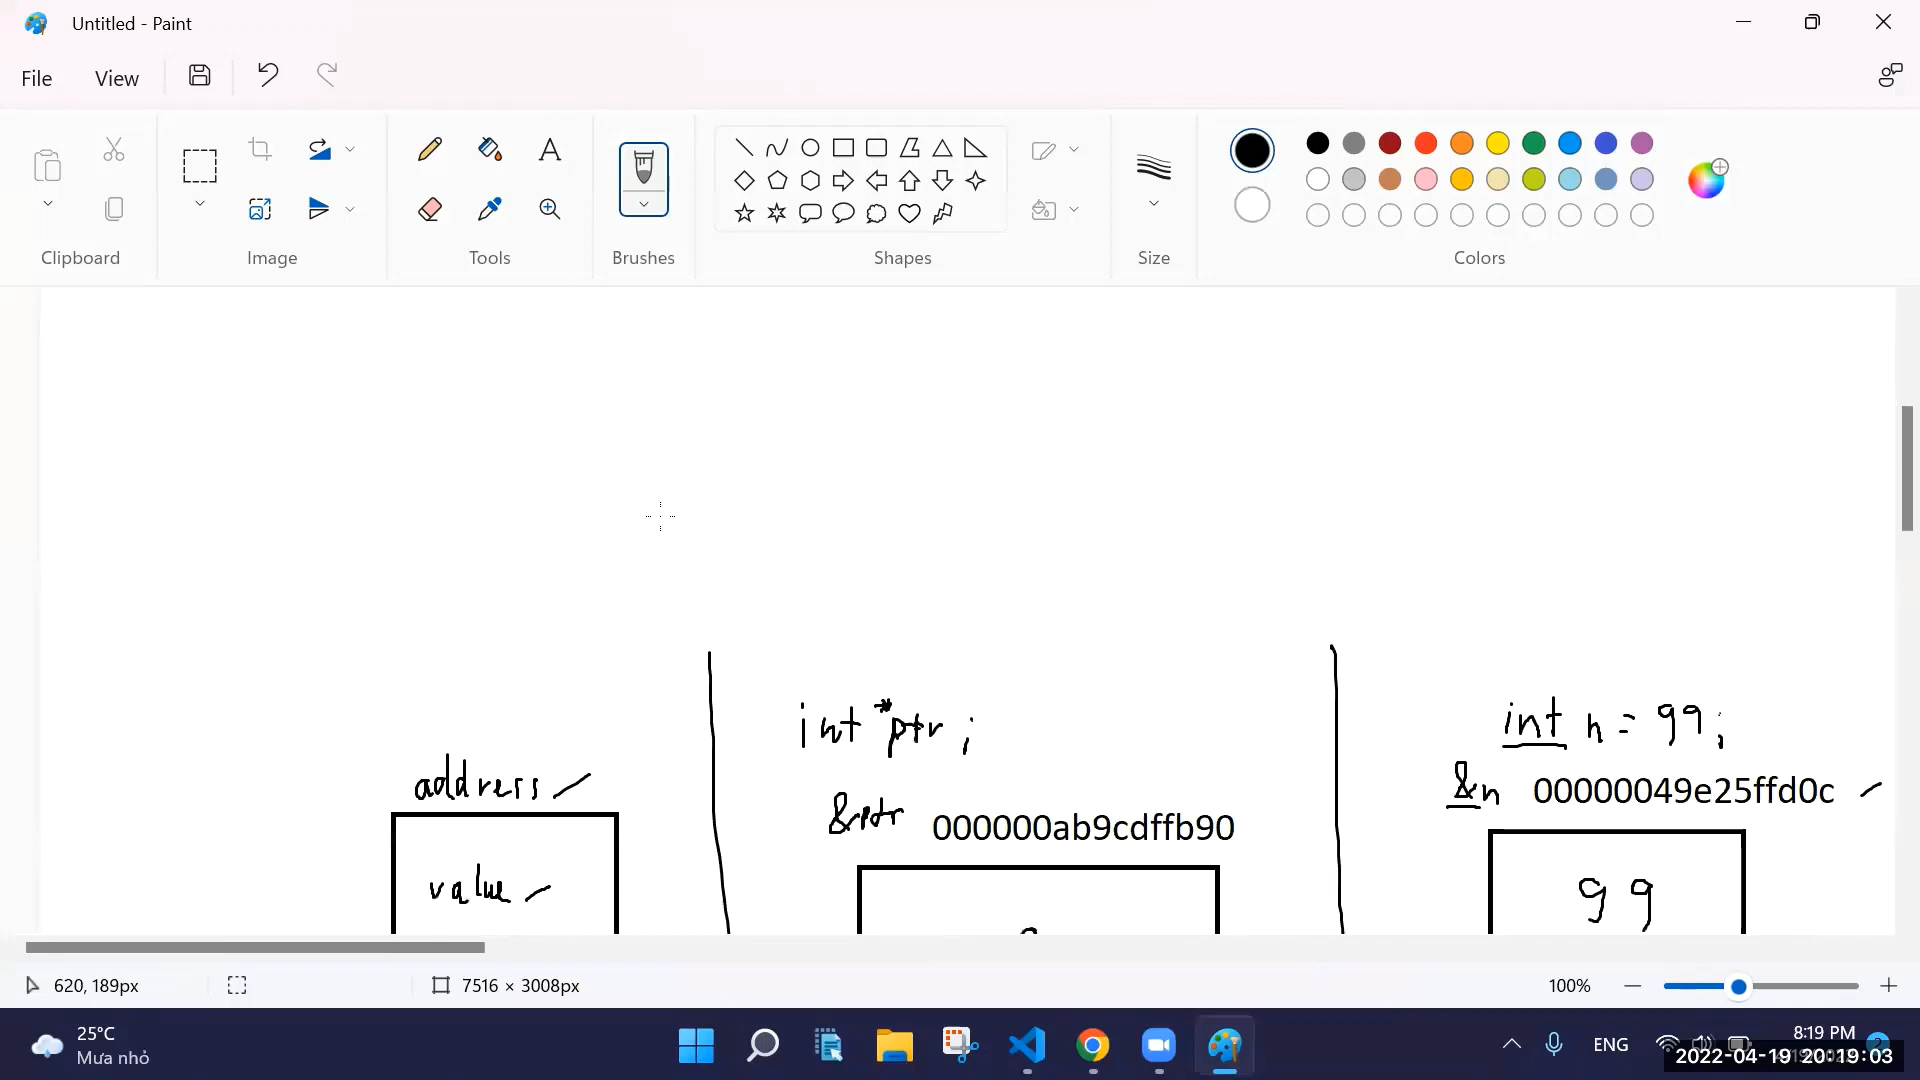 Untitled - Paint
File View
Clipboard Image Tools Brushes Shapes Size Colors
int *ptr ;
int n = 99 ;
address
&n 00000049e25ffd0c
&ptr 000000ab9cdffb90
value
99
620, 189px
7516 × 3008px
100%
25°C
Mưa nhỏ
ENG
8:19 PM
2
2022-04-19 20:19:03